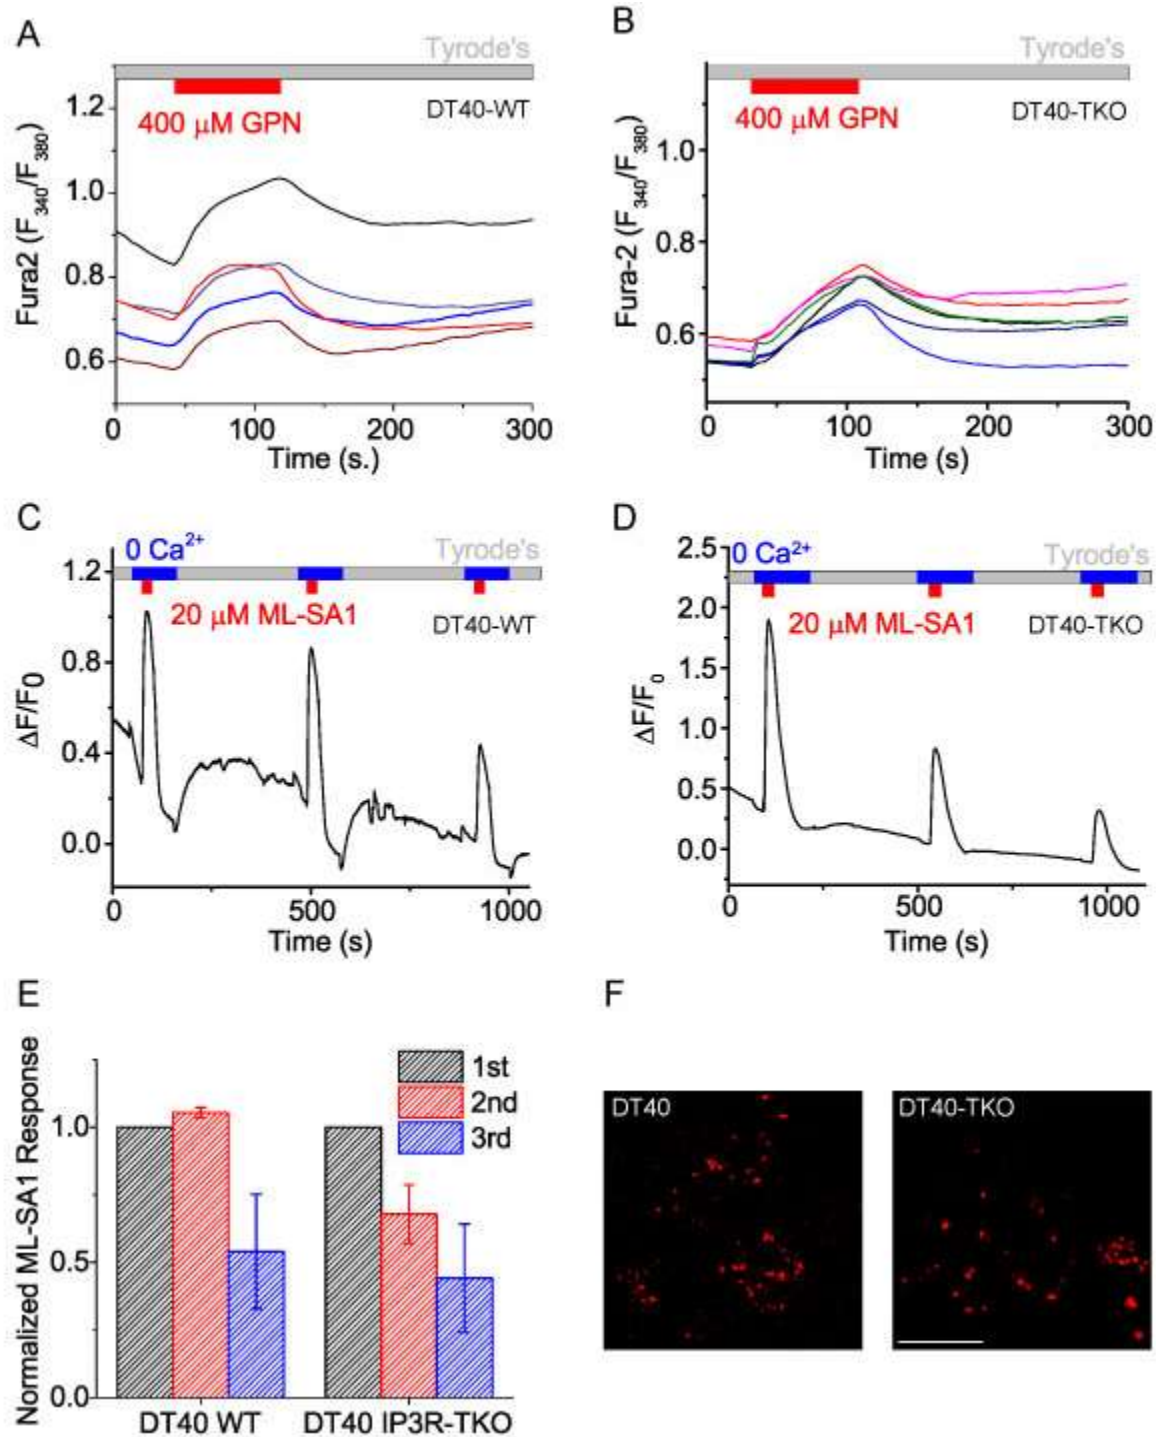 A
Tyrode's
400 μM GPN
DT40-WT
Fura2 (F340/F380)
1.2
1.0
0.8
0.6
0
100
200
300
Time (s.)
B
Tyrode's
400 μM GPN
DT40-TKO
Fura-2 (F340/F380)
1.0
0.8
0.6
0
100
200
300
Time (s)
C
0 Ca2+
Tyrode's
20 μM ML-SA1
DT40-WT
ΔF/F0
1.2
0.8
0.4
0.0
0
500
1000
Time (s)
D
0 Ca2+
Tyrode's
20 μM ML-SA1
DT40-TKO
ΔF/F0
2.5
2.0
1.5
1.0
0.5
0.0
0
500
1000
Time (s)
E
Normalized ML-SA1 Response
1st
2nd
3rd
1.0
0.5
0.0
DT40 WT
DT40 IP3R-TKO
F
DT40
DT40-TKO